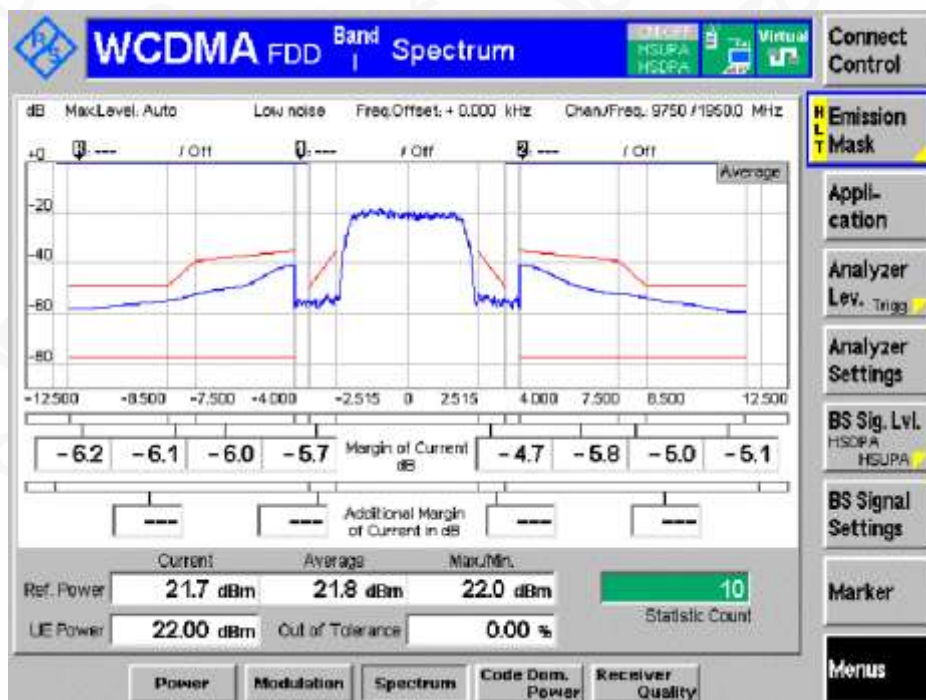 WCDMA FDD Band I Spectrum
HSUPA
HSDPA
Virtual
Connect Control
dB Max.Level: Auto Low noise Freq.Offset: + 0.000 kHz Chan./Freq.: 9750 / 1950.0 MHz
HLT
Emission Mask
+0 --- / Off 1: --- / Off 2: --- / Off
Average
-20
-40
-60
-80
Appli-cation
Analyzer Lev. Trigg
Analyzer Settings
-12.500 -8.500 -7.500 -4.000 -2.515 0 2.515 4.000 7.500 8.500 12.500
BS Sig. Lvl.
HSDPA
HSUPA
-6.2 -6.1 -6.0 -5.7 Margin of Current dB -4.7 -5.8 -5.0 -5.1
BS Signal Settings
--- --- Additional Margin of Current in dB --- ---
Current Average Max./Min.
Ref. Power 21.7 dBm 21.8 dBm 22.0 dBm 10
Statistic Count
Marker
UE Power 22.00 dBm Out of Tolerance 0.00 %
Menus
Power Modulation Spectrum Code Dom. Power Receiver Quality